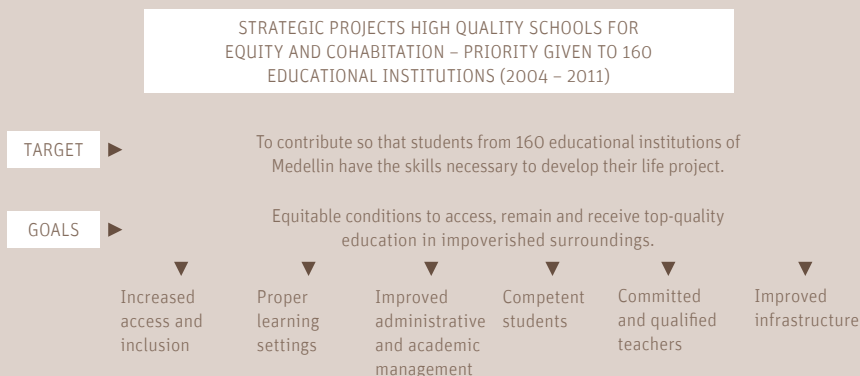 STRATEGIC PROJECTS HIGH QUALITY SCHOOLS FOR
EQUITY AND COHABITATION – PRIORITY GIVEN TO 160
EDUCATIONAL INSTITUTIONS (2004 – 2011)
TARGET
To contribute so that students from 160 educational institutions of
Medellin have the skills necessary to develop their life project.
GOALS
Equitable conditions to access, remain and receive top-quality
education in impoverished surroundings.
Increased
access and
inclusion
Proper
learning
settings
Improved
administrative
and academic
management
Competent
students
Committed
and qualified
teachers
Improved
infrastructure